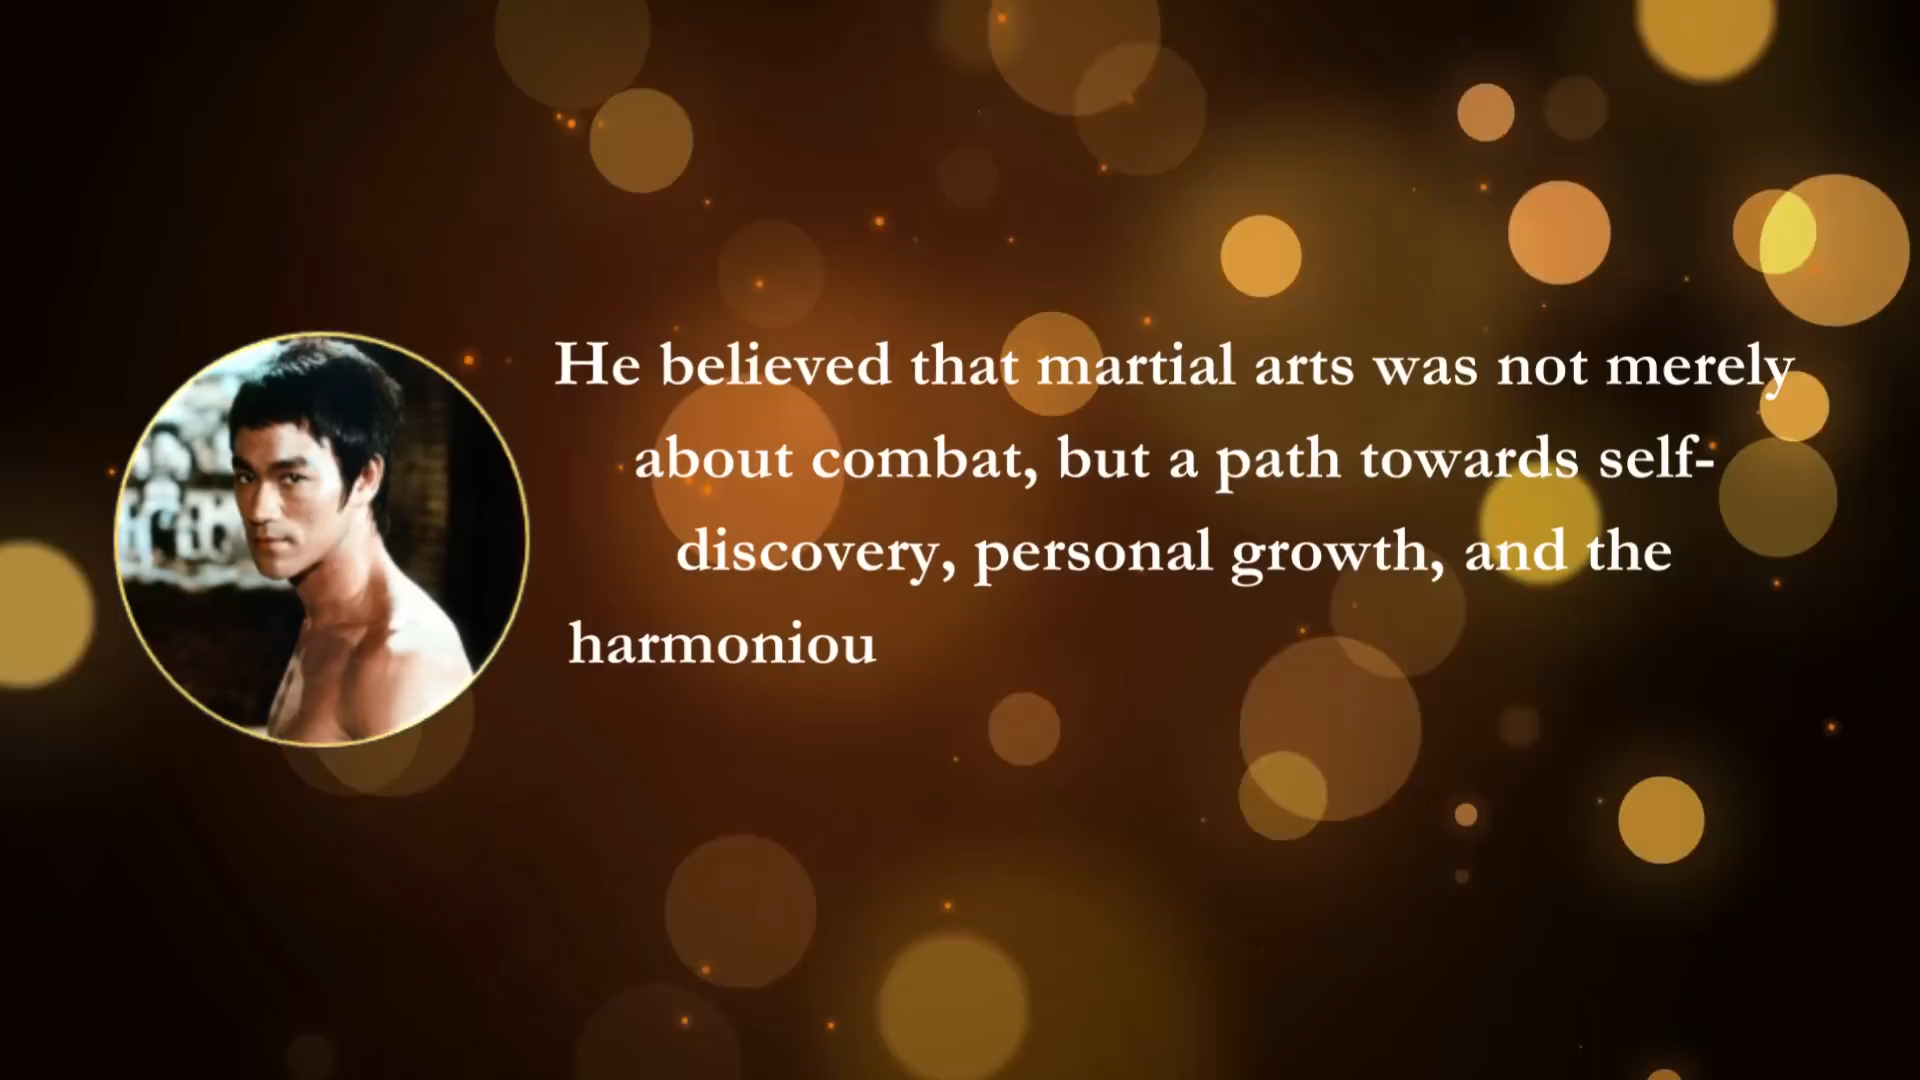 He believed that martial arts was not merely
about combat, but a path towards self-
discovery, personal growth, and the
harmoniou